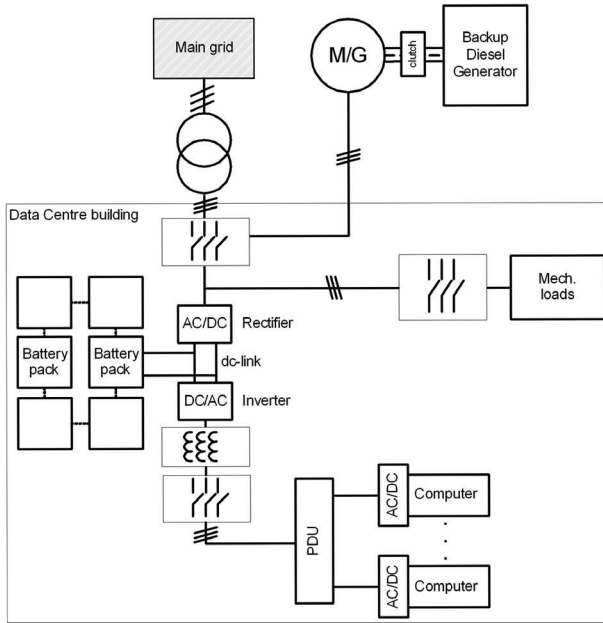 Main grid
M/G
clutch
Backup
Diesel
Generator
Data Centre building
Mech.
loads
AC/DC
Rectifier
Battery
pack
Battery
pack
dc-link
DC/AC
Inverter
PDU
AC/DC
Computer
AC/DC
Computer